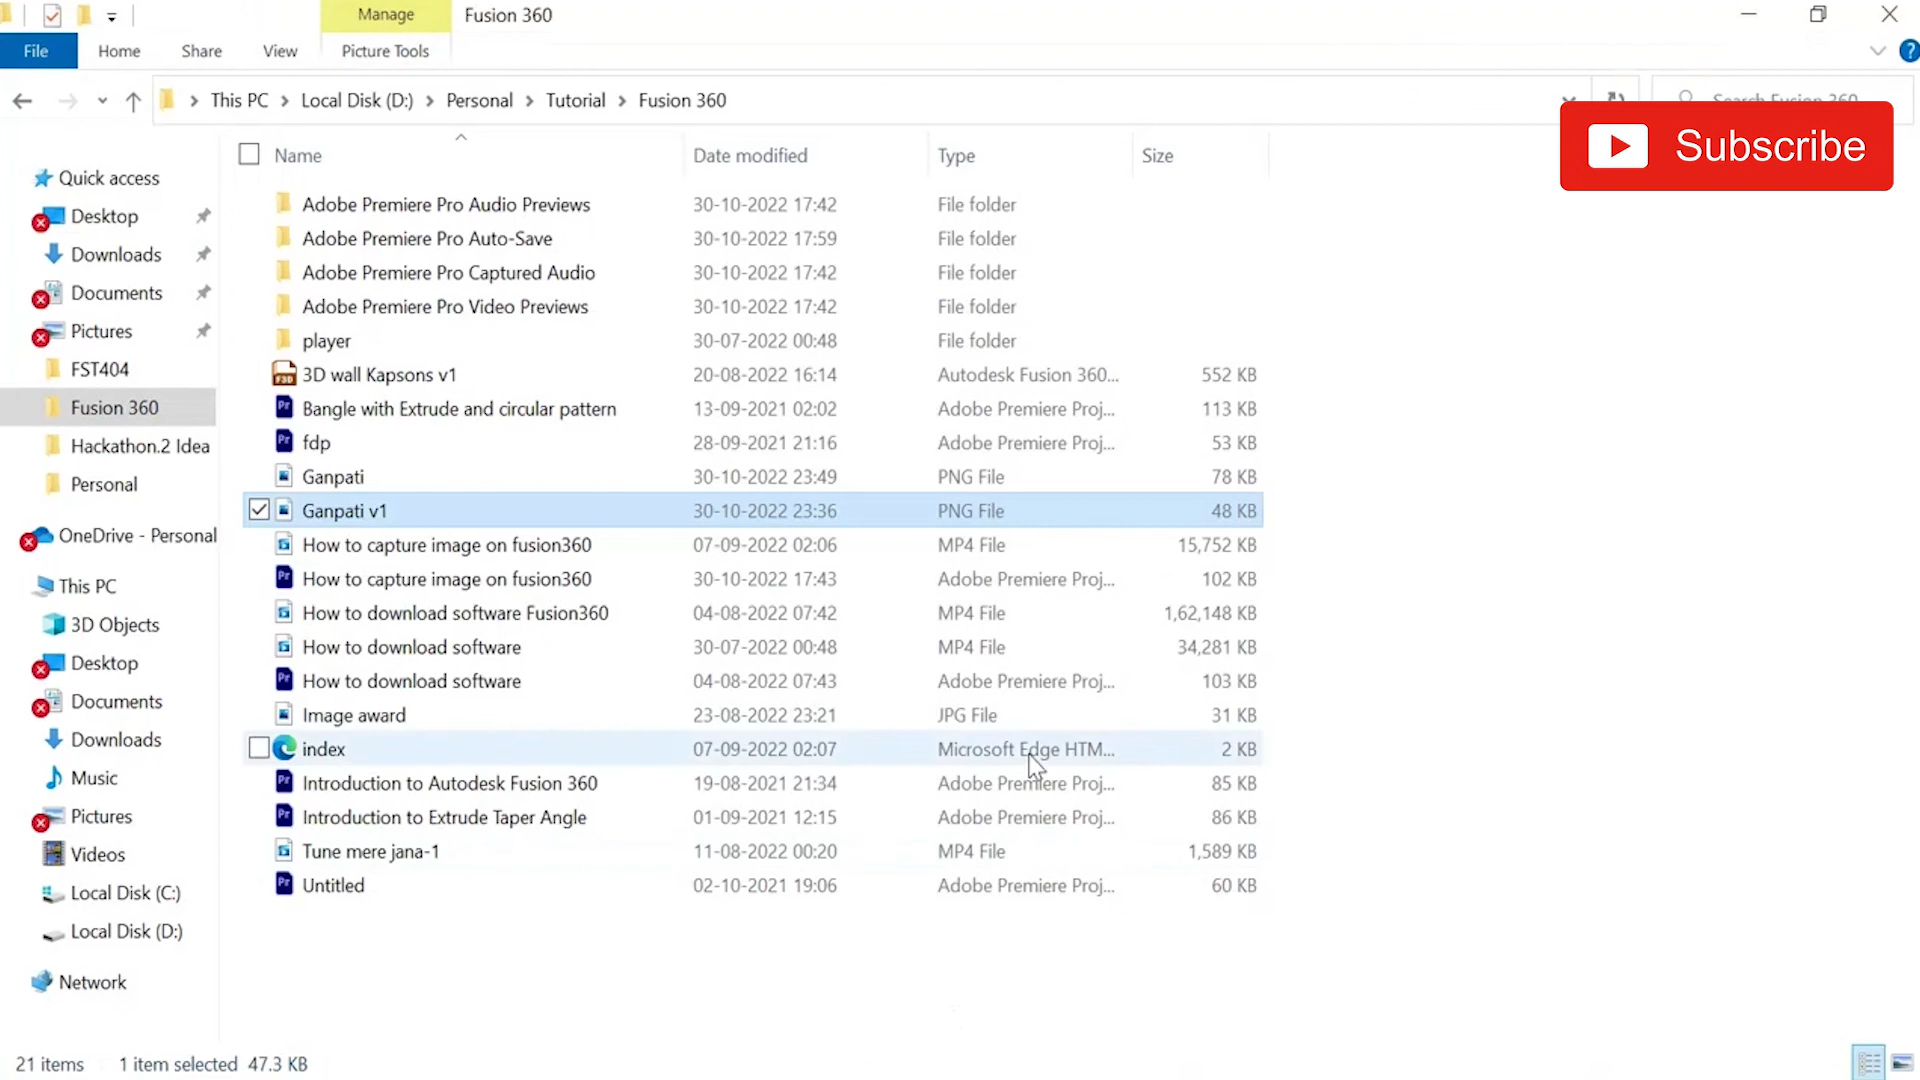 Manage Fusion 360
File Home Share View Picture Tools
This PC Local Disk (D:) Personal Tutorial Fusion 360 Search Fusion 360
Subscribe
Name Date modified Type Size
Quick access
Desktop
Downloads
Documents
Pictures
FST404
Fusion 360
Hackathon.2 Idea
Personal
OneDrive - Personal
This PC
3D Objects
Desktop
Documents
Downloads
Music
Pictures
Videos
Local Disk (C:)
Local Disk (D:)
Network
Adobe Premiere Pro Audio Previews 30-10-2022 17:42 File folder
Adobe Premiere Pro Auto-Save 30-10-2022 17:59 File folder
Adobe Premiere Pro Captured Audio 30-10-2022 17:42 File folder
Adobe Premiere Pro Video Previews 30-10-2022 17:42 File folder
player 30-07-2022 00:48 File folder
3D wall Kapsons v1 20-08-2022 16:14 Autodesk Fusion 360... 552 KB
Bangle with Extrude and circular pattern 13-09-2021 02:02 Adobe Premiere Proj... 113 KB
fdp 28-09-2021 21:16 Adobe Premiere Proj... 53 KB
Ganpati 30-10-2022 23:49 PNG File 78 KB
Ganpati v1 30-10-2022 23:36 PNG File 48 KB
How to capture image on fusion360 07-09-2022 02:06 MP4 File 15,752 KB
How to capture image on fusion360 30-10-2022 17:43 Adobe Premiere Proj... 102 KB
How to download software Fusion360 04-08-2022 07:42 MP4 File 1,62,148 KB
How to download software 30-07-2022 00:48 MP4 File 34,281 KB
How to download software 04-08-2022 07:43 Adobe Premiere Proj... 103 KB
Image award 23-08-2022 23:21 JPG File 31 KB
index 07-09-2022 02:07 Microsoft Edge HTM... 2 KB
Introduction to Autodesk Fusion 360 19-08-2021 21:34 Adobe Premiere Proj... 85 KB
Introduction to Extrude Taper Angle 01-09-2021 12:15 Adobe Premiere Proj... 86 KB
Tune mere jana-1 11-08-2022 00:20 MP4 File 1,589 KB
Untitled 02-10-2021 19:06 Adobe Premiere Proj... 60 KB
21 items 1 item selected 47.3 KB